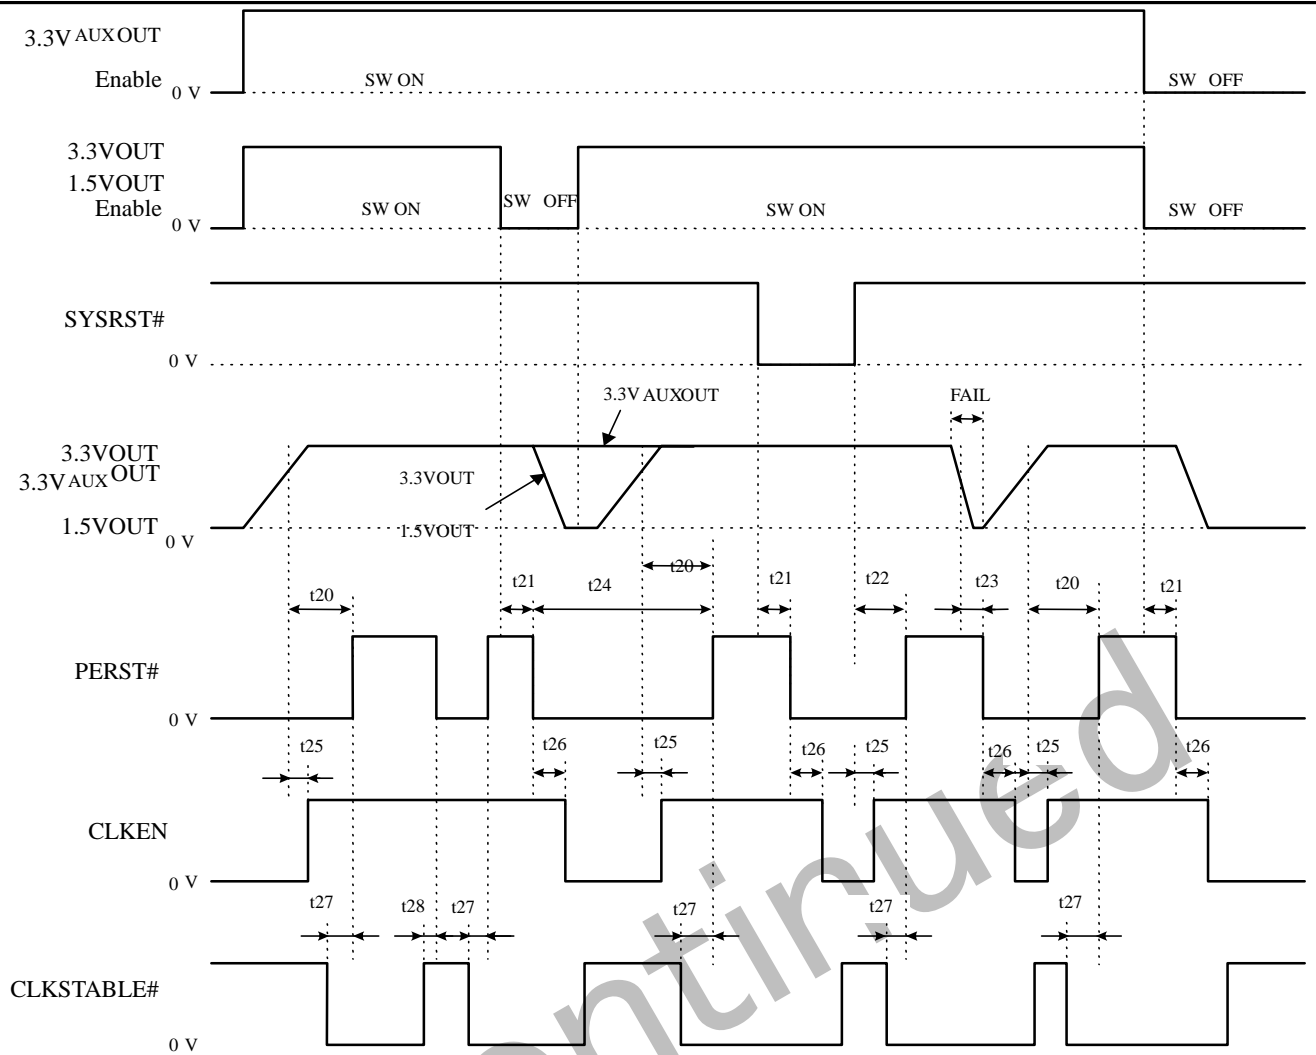 3.3V AUX OUT
Enable 0 V SW ON SW OFF
3.3VOUT
1.5VOUT
Enable 0 V SW ON SW OFF SW ON SW OFF
SYSRST#
0 V
3.3V AUXOUT FAIL
3.3VOUT
3.3V AUX OUT 3.3VOUT
1.5VOUT 0 V 1.5VOUT
t20 t21 t24 t20 t21 t22 t23 t20 t21
PERST#
0 V
t25 t26 t25 t26 t25 t26 t25 t26
CLKEN
0 V
t27 t28 t27 t27 t27 t27
CLKSTABLE#
0 V
ontinued